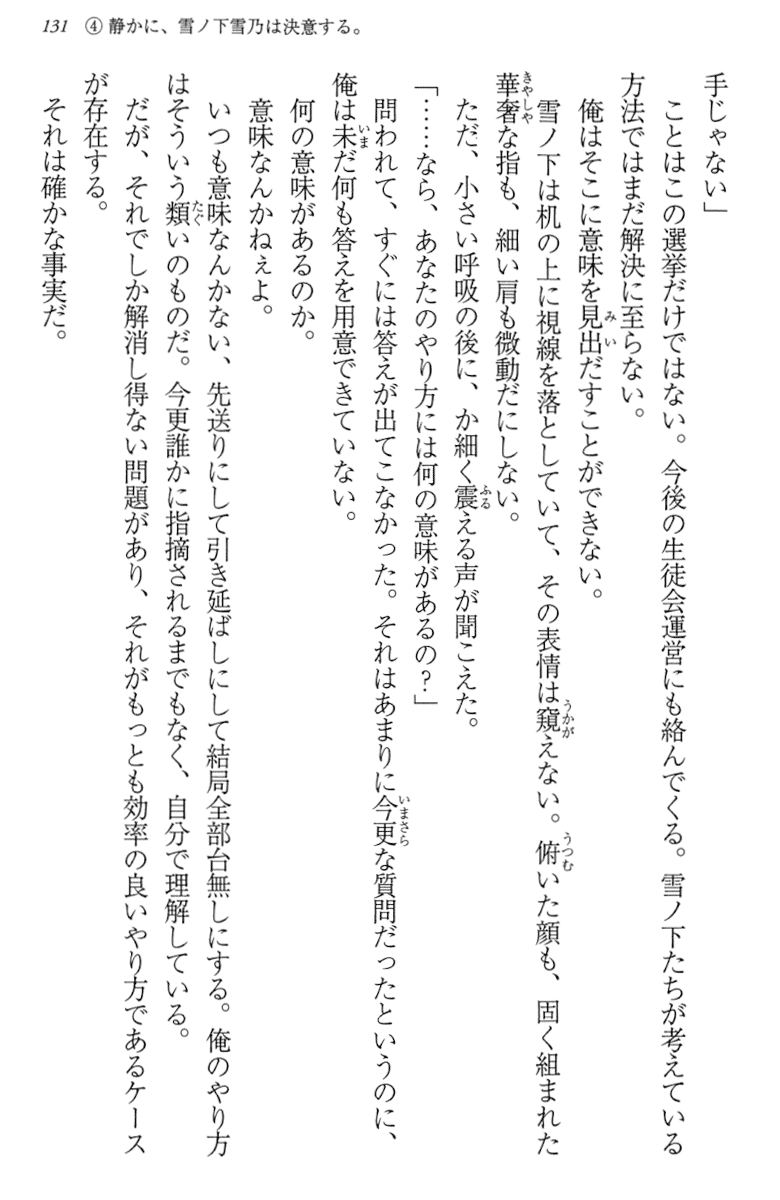 131 ④ 静かに、雪ノ下雪乃は決意する。
手じゃない」
　ことはこの選挙だけではない。今後の生徒会運営にも絡んでくる。雪ノ下たちが考えている
方法ではまだ解決に至らない。
　俺はそこに意味を見出だすことができない。
　雪ノ下は机の上に視線を落としていて、その表情は窺えない。俯いた顔も、固く組まれた
華奢な指も、細い肩も微動だにしない。
　ただ、小さい呼吸の後に、か細く震える声が聞こえた。
「……なら、あなたのやり方には何の意味があるの？」
　問われて、すぐには答えが出てこなかった。それはあまりに今更な質問だったというのに、
俺は未だ何も答えを用意できていない。
　何の意味があるのか。
　意味なんかねぇよ。
　いつも意味なんかない、先送りにして引き延ばしにして結局全部台無しにする。俺のやり方
はそういう類いのものだ。今更誰かに指摘されるまでもなく、自分で理解している。
　だが、それでしか解消し得ない問題があり、それがもっとも効率の良いやり方であるケース
が存在する。
　それは確かな事実だ。